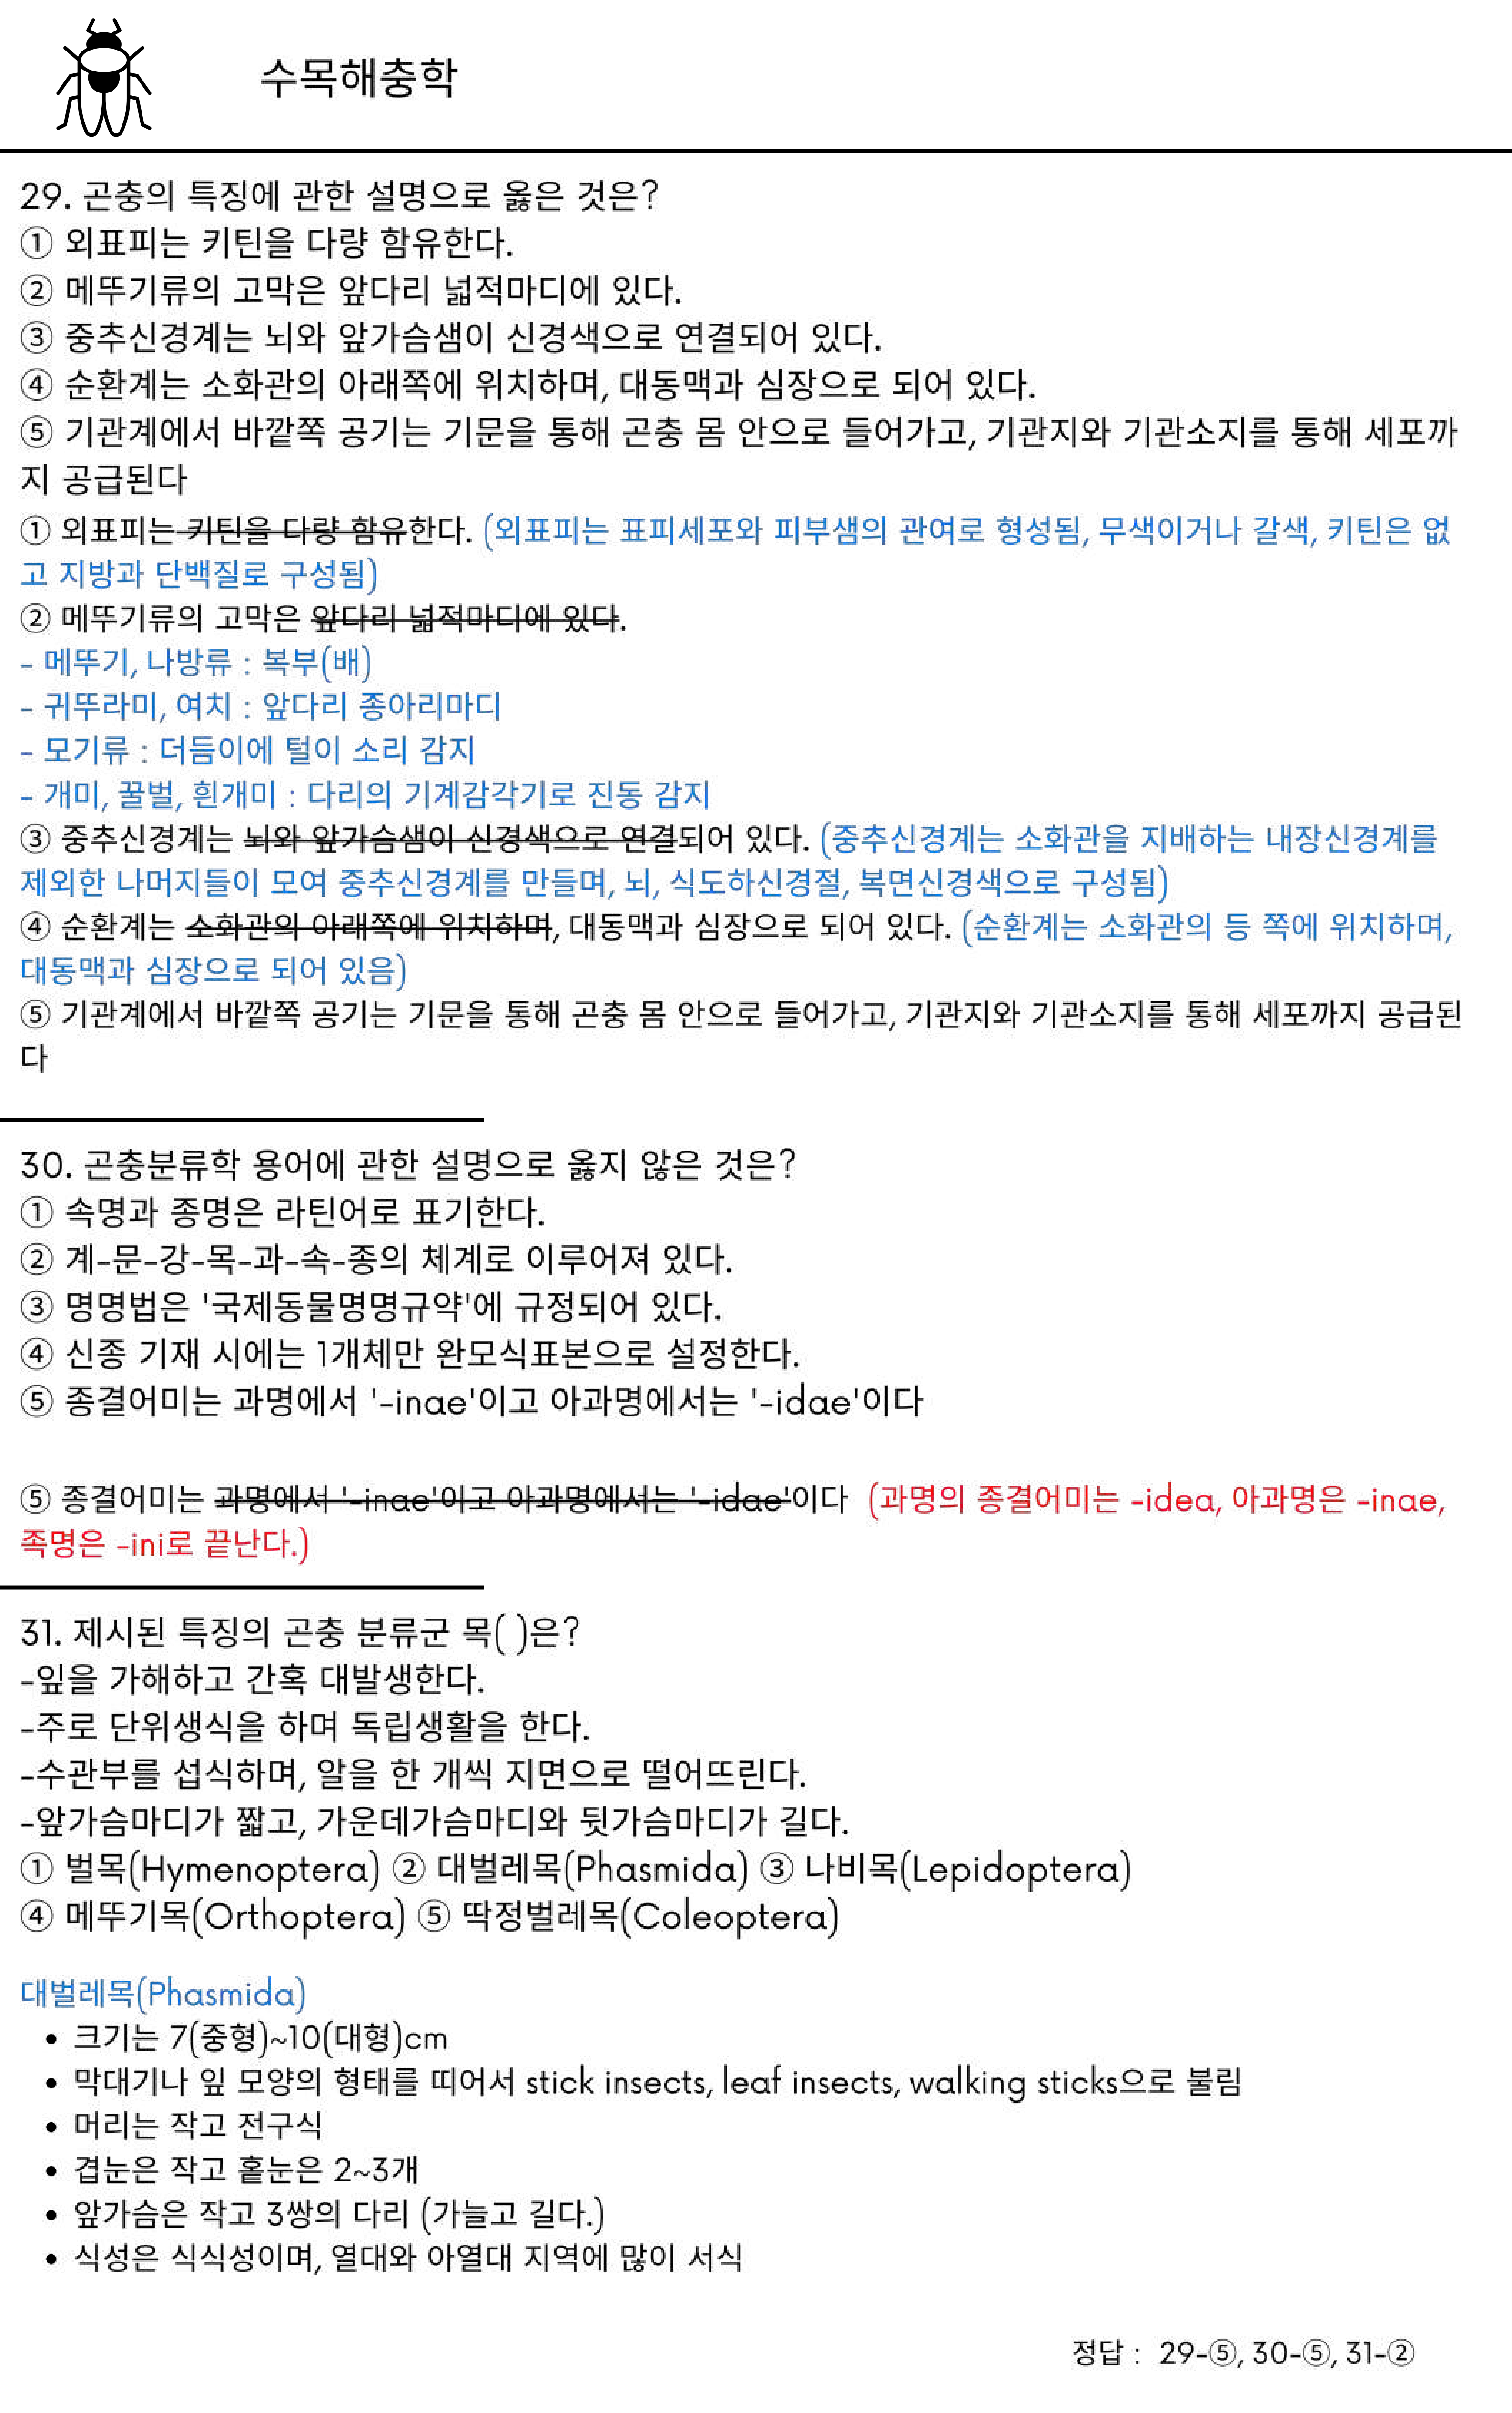 수목해충학
29. 곤충의 특징에 관한 설명으로 옳은 것은?
① 외표피는 키틴을 다량 함유한다.
② 메뚜기류의 고막은 앞다리 넓적마디에 있다.
③ 중추신경계는 뇌와 앞가슴샘이 신경색으로 연결되어 있다.
④ 순환계는 소화관의 아래쪽에 위치하며, 대동맥과 심장으로 되어 있다.
⑤ 기관계에서 바깥쪽 공기는 기문을 통해 곤충 몸 안으로 들어가고, 기관지와 기관소지를 통해 세포까
지 공급된다
① 외표피는 키틴을 다량 함유한다. (외표피는 표피세포와 피부샘의 관여로 형성됨, 무색이거나 갈색, 키틴은 없
고 지방과 단백질로 구성됨)
② 메뚜기류의 고막은 앞다리 넓적마디에 있다.
- 메뚜기, 나방류 : 복부(배)
- 귀뚜라미, 여치 : 앞다리 종아리마디
- 모기류 : 더듬이에 털이 소리 감지
- 개미, 꿀벌, 흰개미 : 다리의 기계감각기로 진동 감지
③ 중추신경계는 뇌와 앞가슴샘이 신경색으로 연결되어 있다. (중추신경계는 소화관을 지배하는 내장신경계를
제외한 나머지들이 모여 중추신경계를 만들며, 뇌, 식도하신경절, 복면신경색으로 구성됨)
④ 순환계는 소화관의 아래쪽에 위치하며, 대동맥과 심장으로 되어 있다. (순환계는 소화관의 등 쪽에 위치하며,
대동맥과 심장으로 되어 있음)
⑤ 기관계에서 바깥쪽 공기는 기문을 통해 곤충 몸 안으로 들어가고, 기관지와 기관소지를 통해 세포까지 공급된
다
30. 곤충분류학 용어에 관한 설명으로 옳지 않은 것은?
① 속명과 종명은 라틴어로 표기한다.
② 계-문-강-목-과-속-종의 체계로 이루어져 있다.
③ 명명법은 '국제동물명명규약'에 규정되어 있다.
④ 신종 기재 시에는 1개체만 완모식표본으로 설정한다.
⑤ 종결어미는 과명에서 '-inae'이고 아과명에서는 '-idae'이다
⑤ 종결어미는 과명에서 '-inae'이고 아과명에서는 '-idae'이다 (과명의 종결어미는 -idea, 아과명은 -inae,
족명은 -ini로 끝난다.)
31. 제시된 특징의 곤충 분류군 목( )은?
-잎을 가해하고 간혹 대발생한다.
-주로 단위생식을 하며 독립생활을 한다.
-수관부를 섭식하며, 알을 한 개씩 지면으로 떨어뜨린다.
-앞가슴마디가 짧고, 가운데가슴마디와 뒷가슴마디가 길다.
① 벌목(Hymenoptera) ② 대벌레목(Phasmida) ③ 나비목(Lepidoptera)
④ 메뚜기목(Orthoptera) ⑤ 딱정벌레목(Coleoptera)
대벌레목(Phasmida)
• 크기는 7(중형)~10(대형)cm
• 막대기나 잎 모양의 형태를 띠어서 stick insects, leaf insects, walking sticks으로 불림
• 머리는 작고 전구식
• 겹눈은 작고 홑눈은 2~3개
• 앞가슴은 작고 3쌍의 다리 (가늘고 길다.)
• 식성은 식식성이며, 열대와 아열대 지역에 많이 서식
정답 : 29-⑤, 30-⑤, 31-②